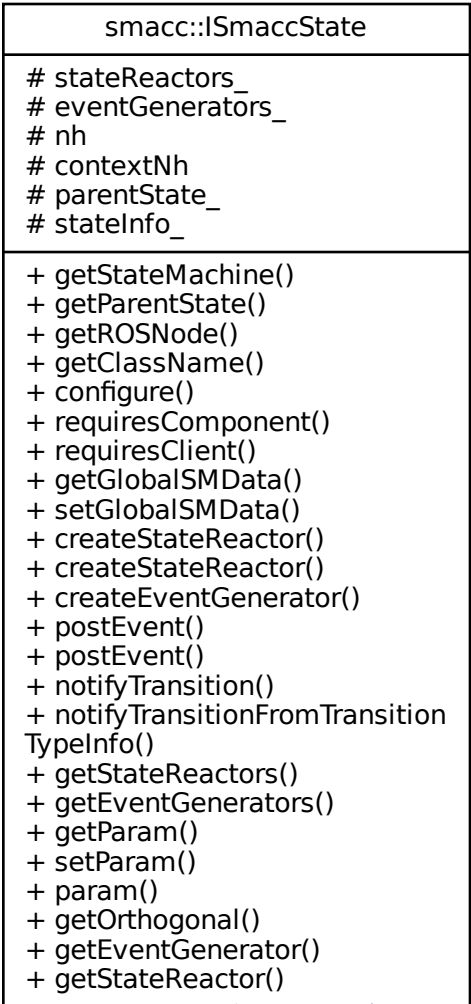 smacc::ISmaccState
# stateReactors_
# eventGenerators_
# nh
# contextNh
# parentState_
# stateInfo_
+ getStateMachine()
+ getParentState()
+ getROSNode()
+ getClassName()
+ configure()
+ requiresComponent()
+ requiresClient()
+ getGlobalSMData()
+ setGlobalSMData()
+ createStateReactor()
+ createStateReactor()
+ createEventGenerator()
+ postEvent()
+ postEvent()
+ notifyTransition()
+ notifyTransitionFromTransition
TypeInfo()
+ getStateReactors()
+ getEventGenerators()
+ getParam()
+ setParam()
+ param()
+ getOrthogonal()
+ getEventGenerator()
+ getStateReactor()